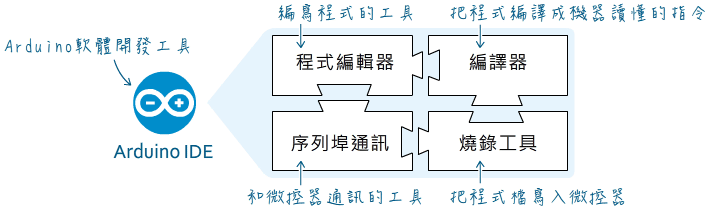 編寫程式的工具
把程式編譯成機器讀懂的指令
Arduino軟體開發工具
程式編輯器
編譯器
Arduino IDE
序列埠通訊
燒錄工具
和微控器通訊的工具
把程式檔寫入微控器